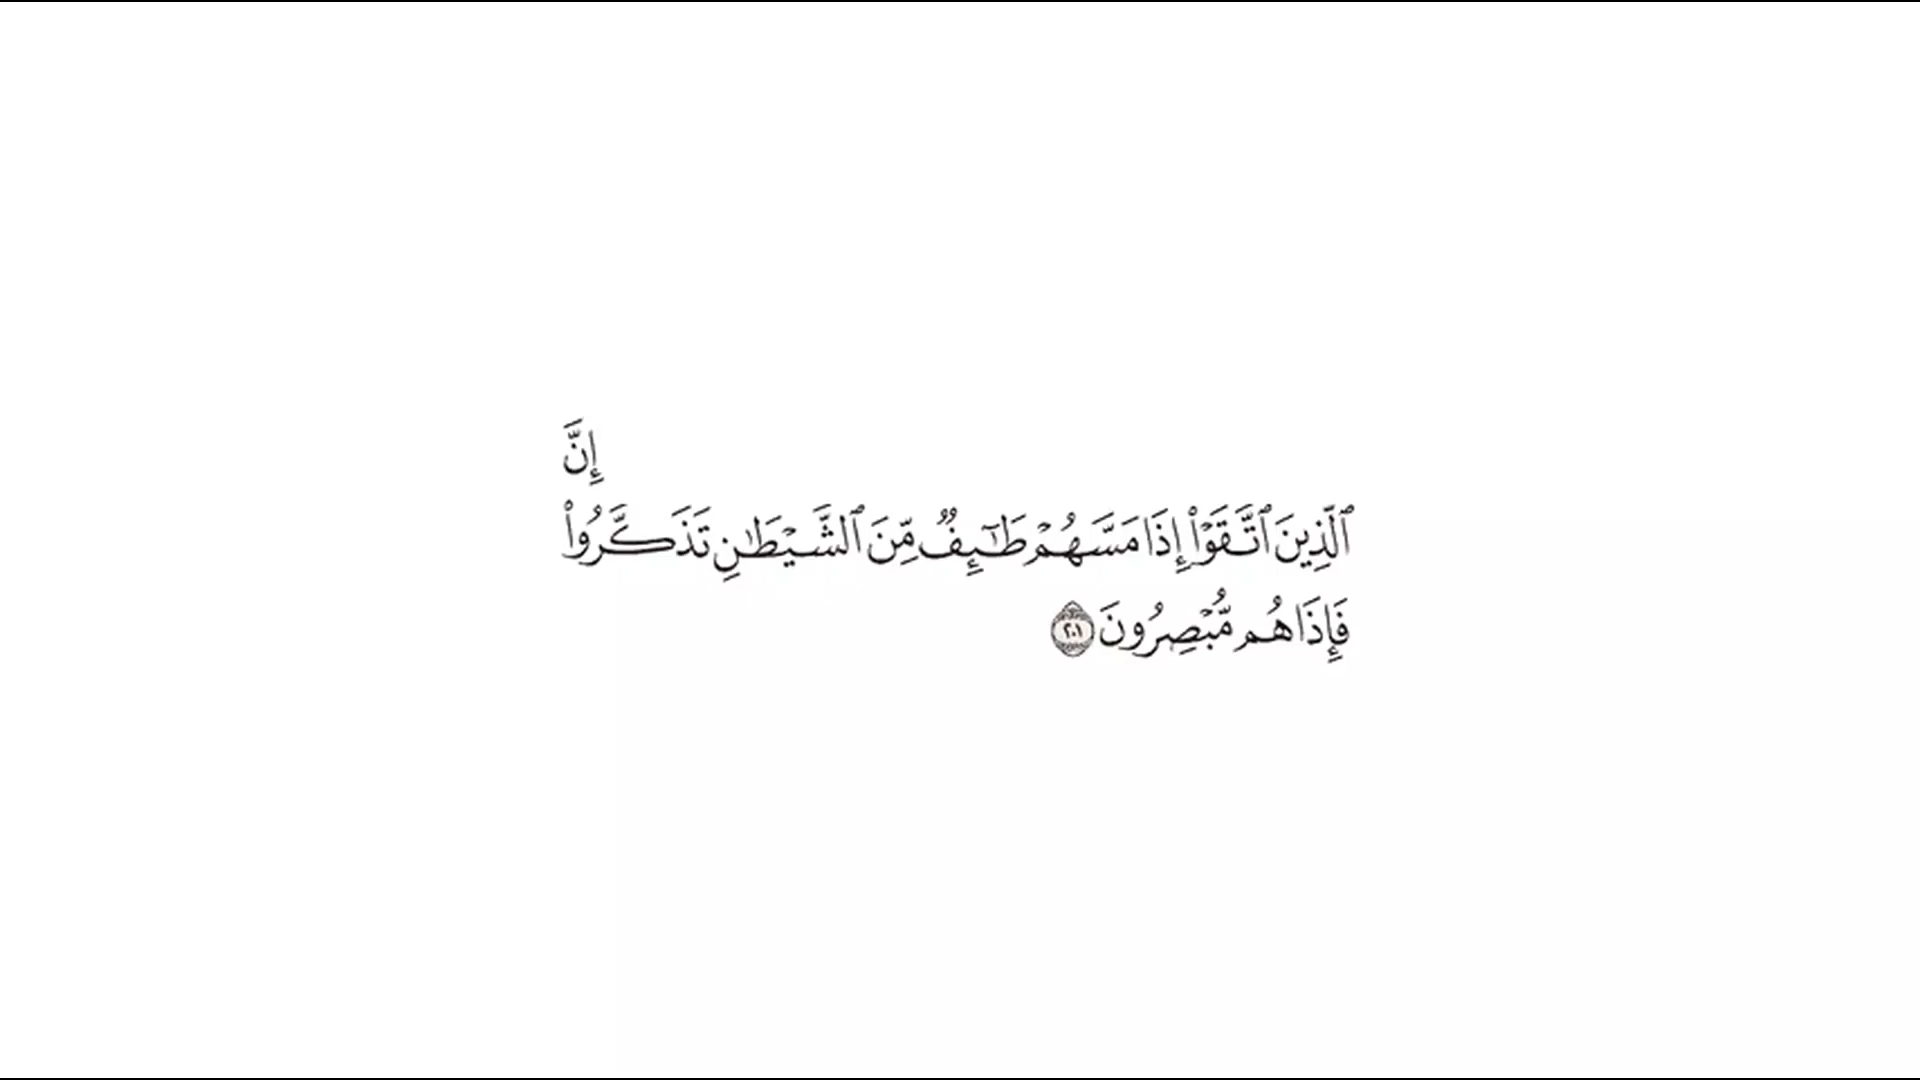 إِنَّ
ٱلَّذِينَ ٱتَّقَوْا۟ إِذَا مَسَّهُمْ طَـٰٓئِفٌ مِّنَ ٱلشَّيْطَـٰنِ تَذَكَّرُوا۟
فَإِذَا هُم مُّبْصِرُونَ ٢٠١